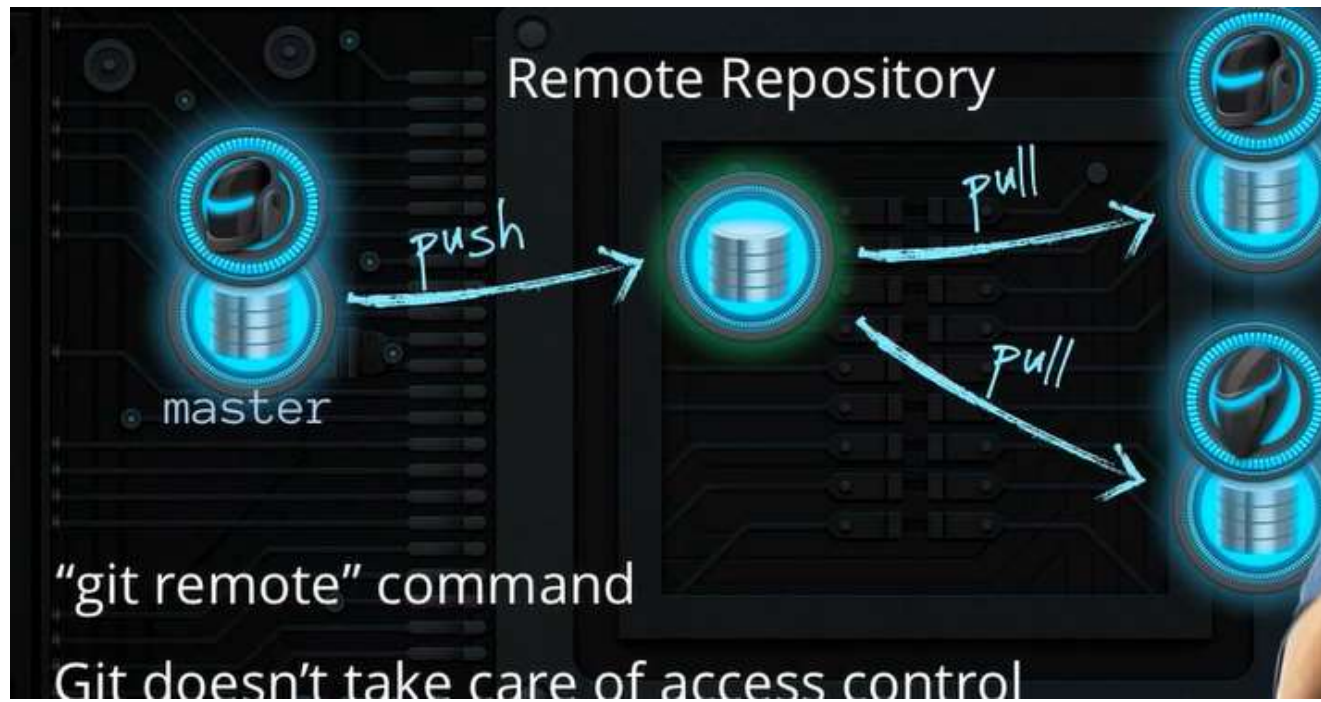 Remote Repository
pull
push
pull
master
“git remote” command
Git doesn’t take care of access control